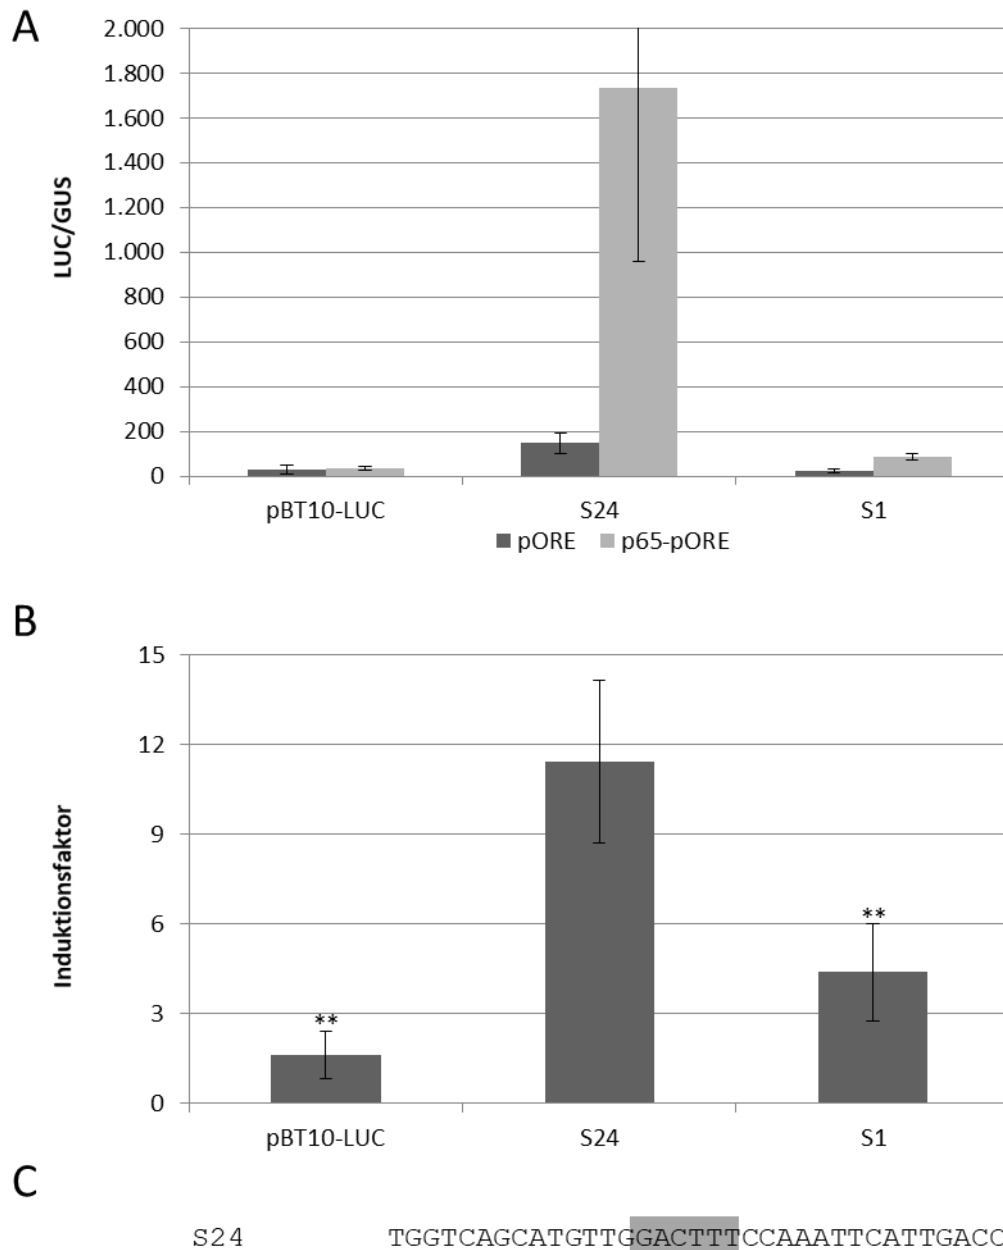 A
2.000
1.800
1.600
1.400
1.200
1.000
800
600
400
200
0
LUC/GUS
pBT10-LUC S24 S1
pORE p65-pORE
B
15
12
9
6
3
0
Induktionsfaktor
** **
pBT10-LUC S24 S1
C
S24 TGGTCAGCATGTTGGACTTTCCAAATTCATTGACC